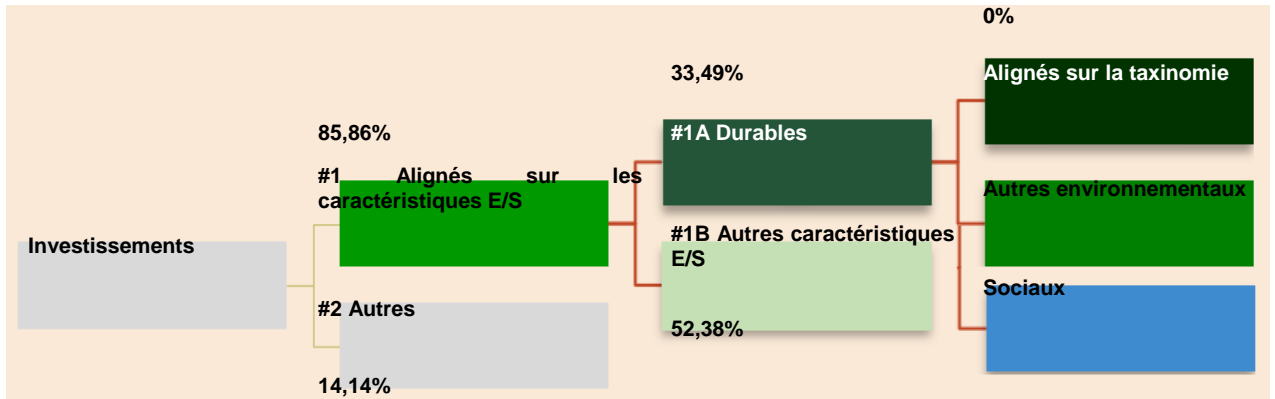 Investissements
85,86%
#1 Alignés sur les
caractéristiques E/S
#2 Autres
14,14%
33,49%
#1A Durables
#1B Autres caractéristiques
E/S
52,38%
0%
Alignés sur la taxinomie
Autres environnementaux
Sociaux